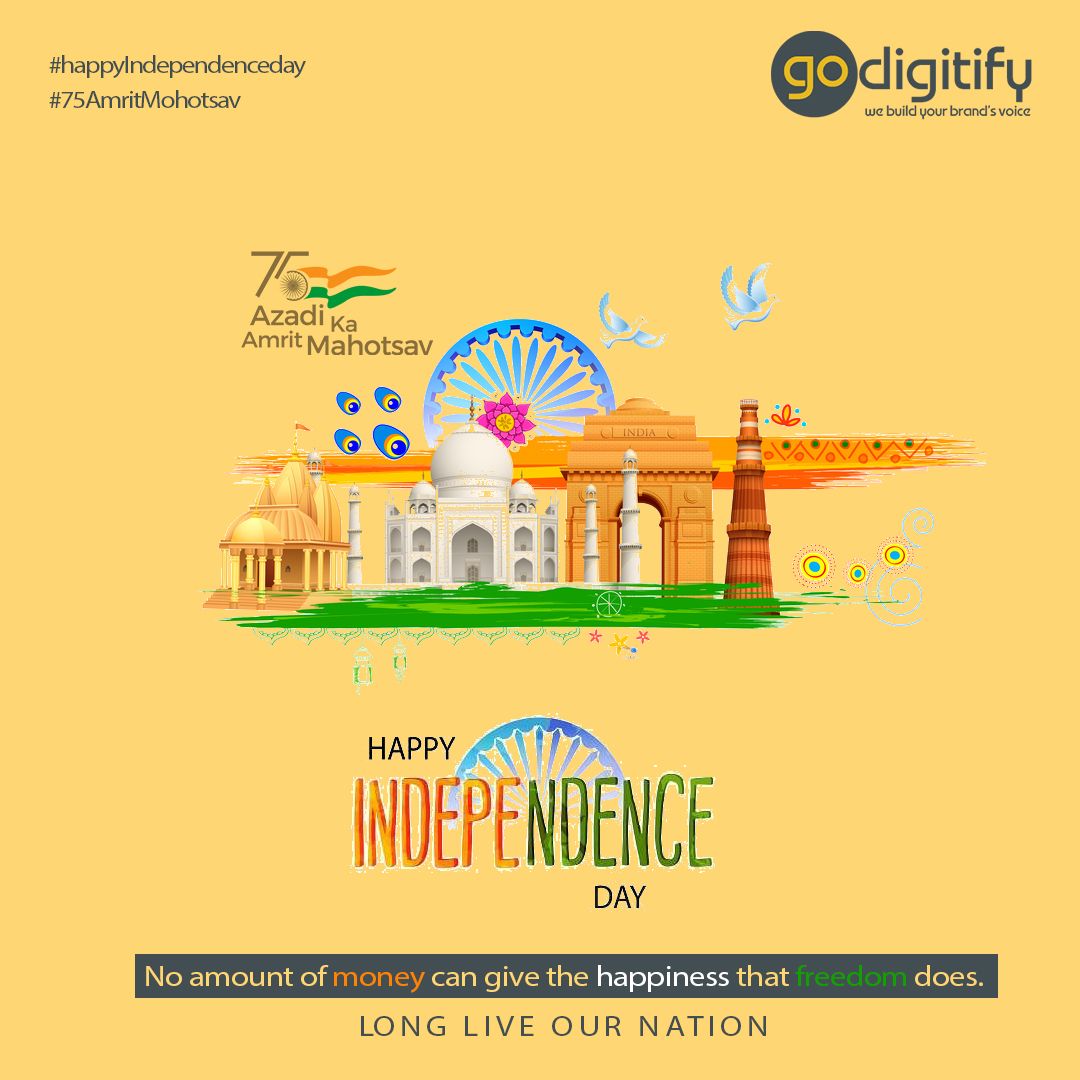 #happyIndependenceday
#75AmritMohotsav
godigitify
we build your brand's voice
75
Azadi Ka
Amrit Mahotsav
INDIA
HAPPY
INDEPENDENCE
DAY
No amount of money can give the happiness that freedom does.
LONG LIVE OUR NATION